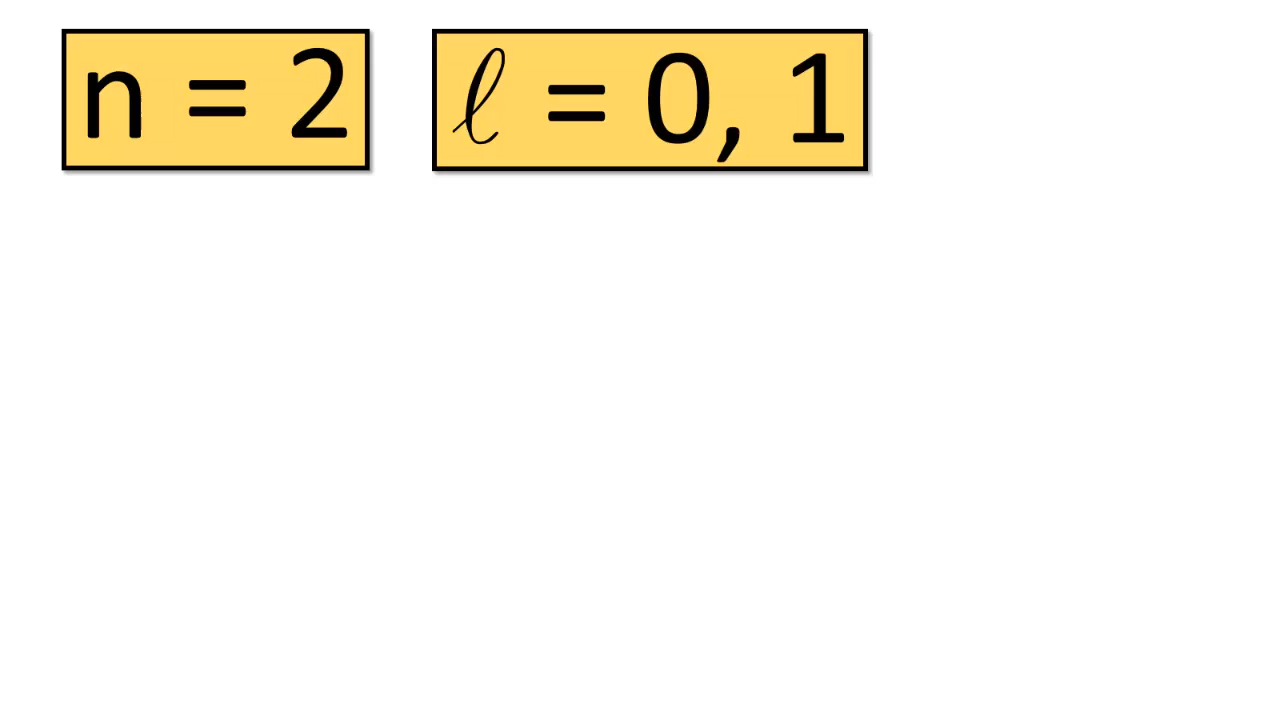 n = 2 ℓ = 0, 1